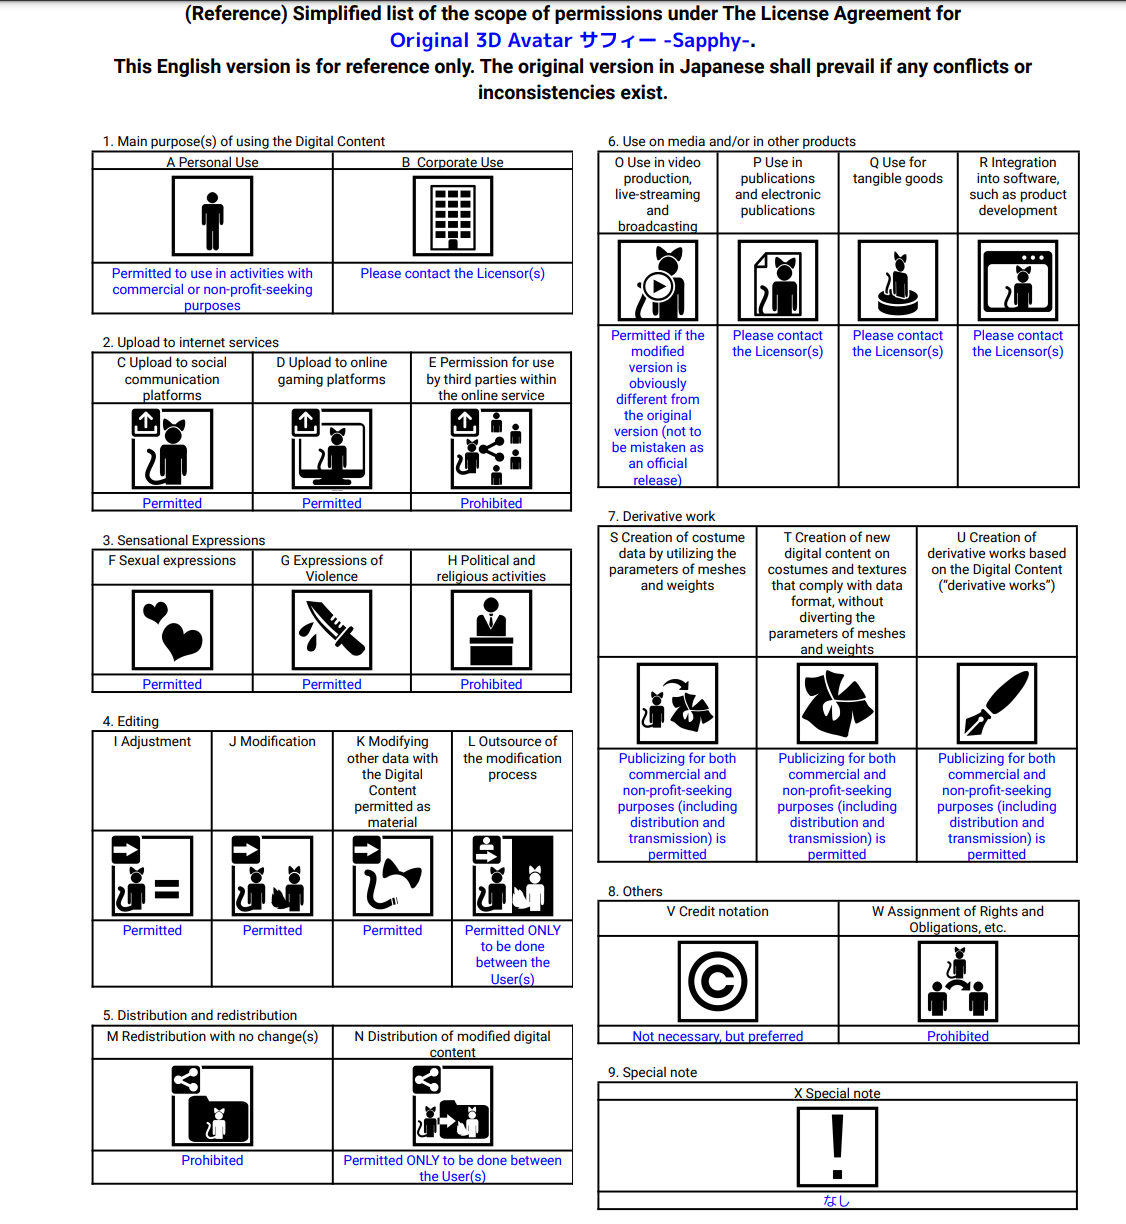 (Reference) Simplified list of the scope of permissions under The License Agreement for
Original 3D Avatar サフィー -Sapphy-.
This English version is for reference only. The original version in Japanese shall prevail if any conflicts or
inconsistencies exist.
1. Main purpose(s) of using the Digital Content
A Personal Use
B Corporate Use
Permitted to use in activities with
commercial or non-profit-seeking
purposes
Please contact the Licensor(s)
2. Upload to internet services
C Upload to social
communication
platforms
D Upload to online
gaming platforms
E Permission for use
by third parties within
the online service
Permitted
Permitted
Prohibited
3. Sensational Expressions
F Sexual expressions
G Expressions of
Violence
H Political and
religious activities
Permitted
Permitted
Prohibited
4. Editing
I Adjustment
J Modification
K Modifying
other data with
the Digital
Content
permitted as
material
L Outsource of
the modification
process
Permitted
Permitted
Permitted
Permitted ONLY
to be done
between the
User(s)
5. Distribution and redistribution
M Redistribution with no change(s)
N Distribution of modified digital
content
Prohibited
Permitted ONLY to be done between
the User(s)
6. Use on media and/or in other products
O Use in video
production,
live-streaming
and
broadcasting
P Use in
publications
and electronic
publications
Q Use for
tangible goods
R Integration
into software,
such as product
development
Permitted if the
modified
version is
obviously
different from
the original
version (not to
be mistaken as
an official
release)
Please contact
the Licensor(s)
Please contact
the Licensor(s)
Please contact
the Licensor(s)
7. Derivative work
S Creation of costume
data by utilizing the
parameters of meshes
and weights
T Creation of new
digital content on
costumes and textures
that comply with data
format, without
diverting the
parameters of meshes
and weights
U Creation of
derivative works based
on the Digital Content
(“derivative works”)
Publicizing for both
commercial and
non-profit-seeking
purposes (including
distribution and
transmission) is
permitted
Publicizing for both
commercial and
non-profit-seeking
purposes (including
distribution and
transmission) is
permitted
Publicizing for both
commercial and
non-profit-seeking
purposes (including
distribution and
transmission) is
permitted
8. Others
V Credit notation
W Assignment of Rights and
Obligations, etc.
Not necessary, but preferred
Prohibited
9. Special note
X Special note
なし